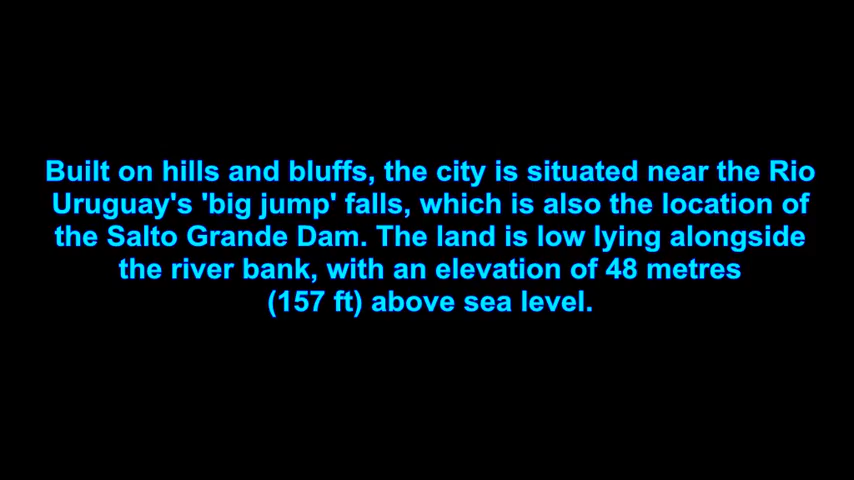 Built on hills and bluffs, the city is situated near the Rio
Uruguay's 'big jump' falls, which is also the location of
the Salto Grande Dam. The land is low lying alongside
the river bank, with an elevation of 48 metres
(157 ft) above sea level.